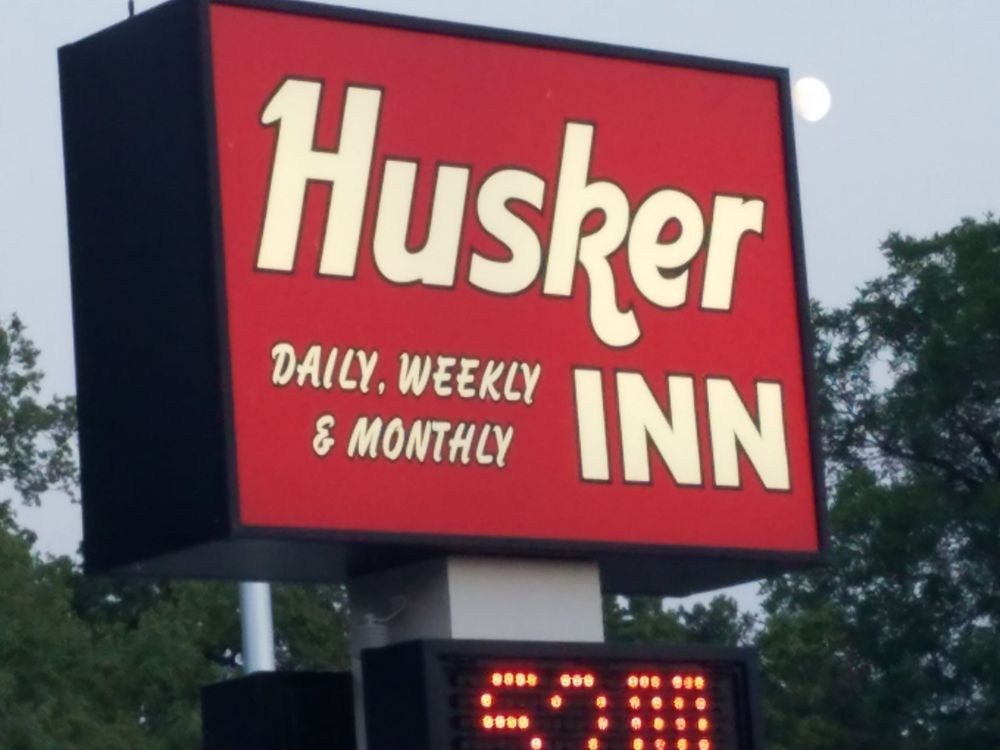 Husker
DAILY, WEEKLY
& MONTHLY
INN